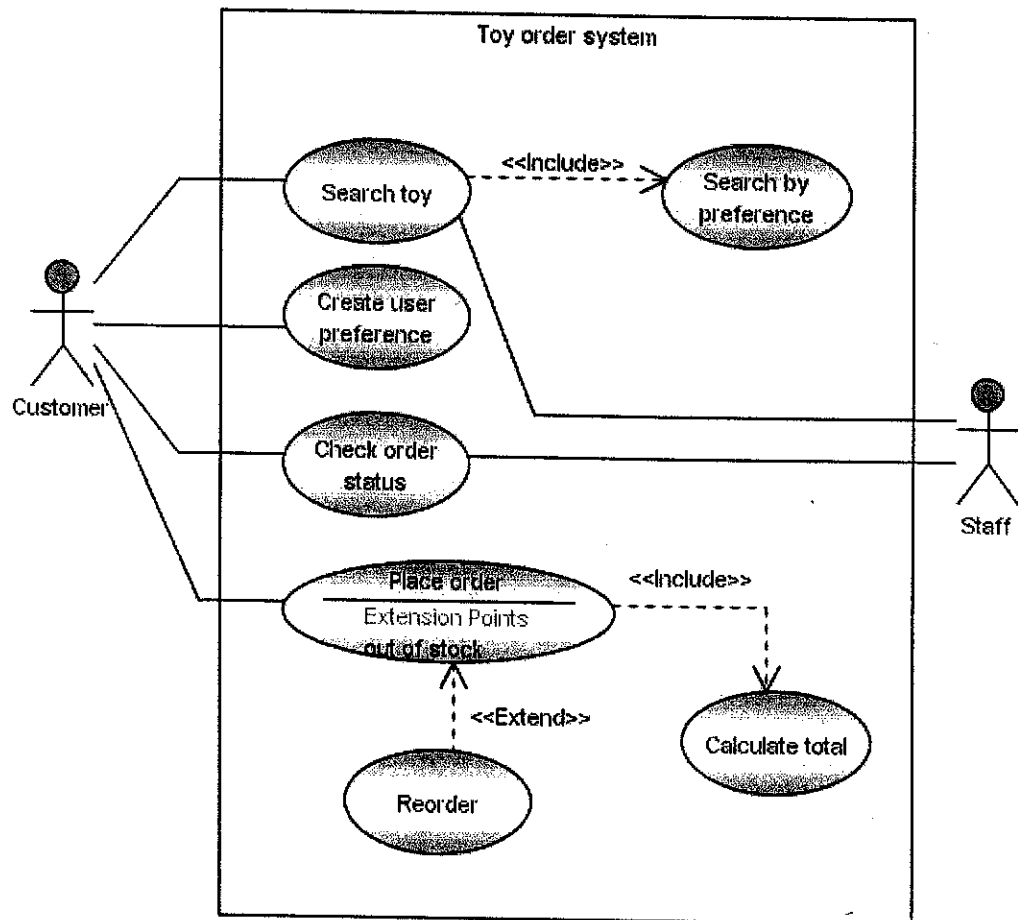 Toy order system
Search toy
<<Include>>
Search by
preference
Create user
preference
Customer
Check order
status
Staff
Place order
Extension Points
out of stock
<<Include>>
<<Extend>>
Calculate total
Reorder